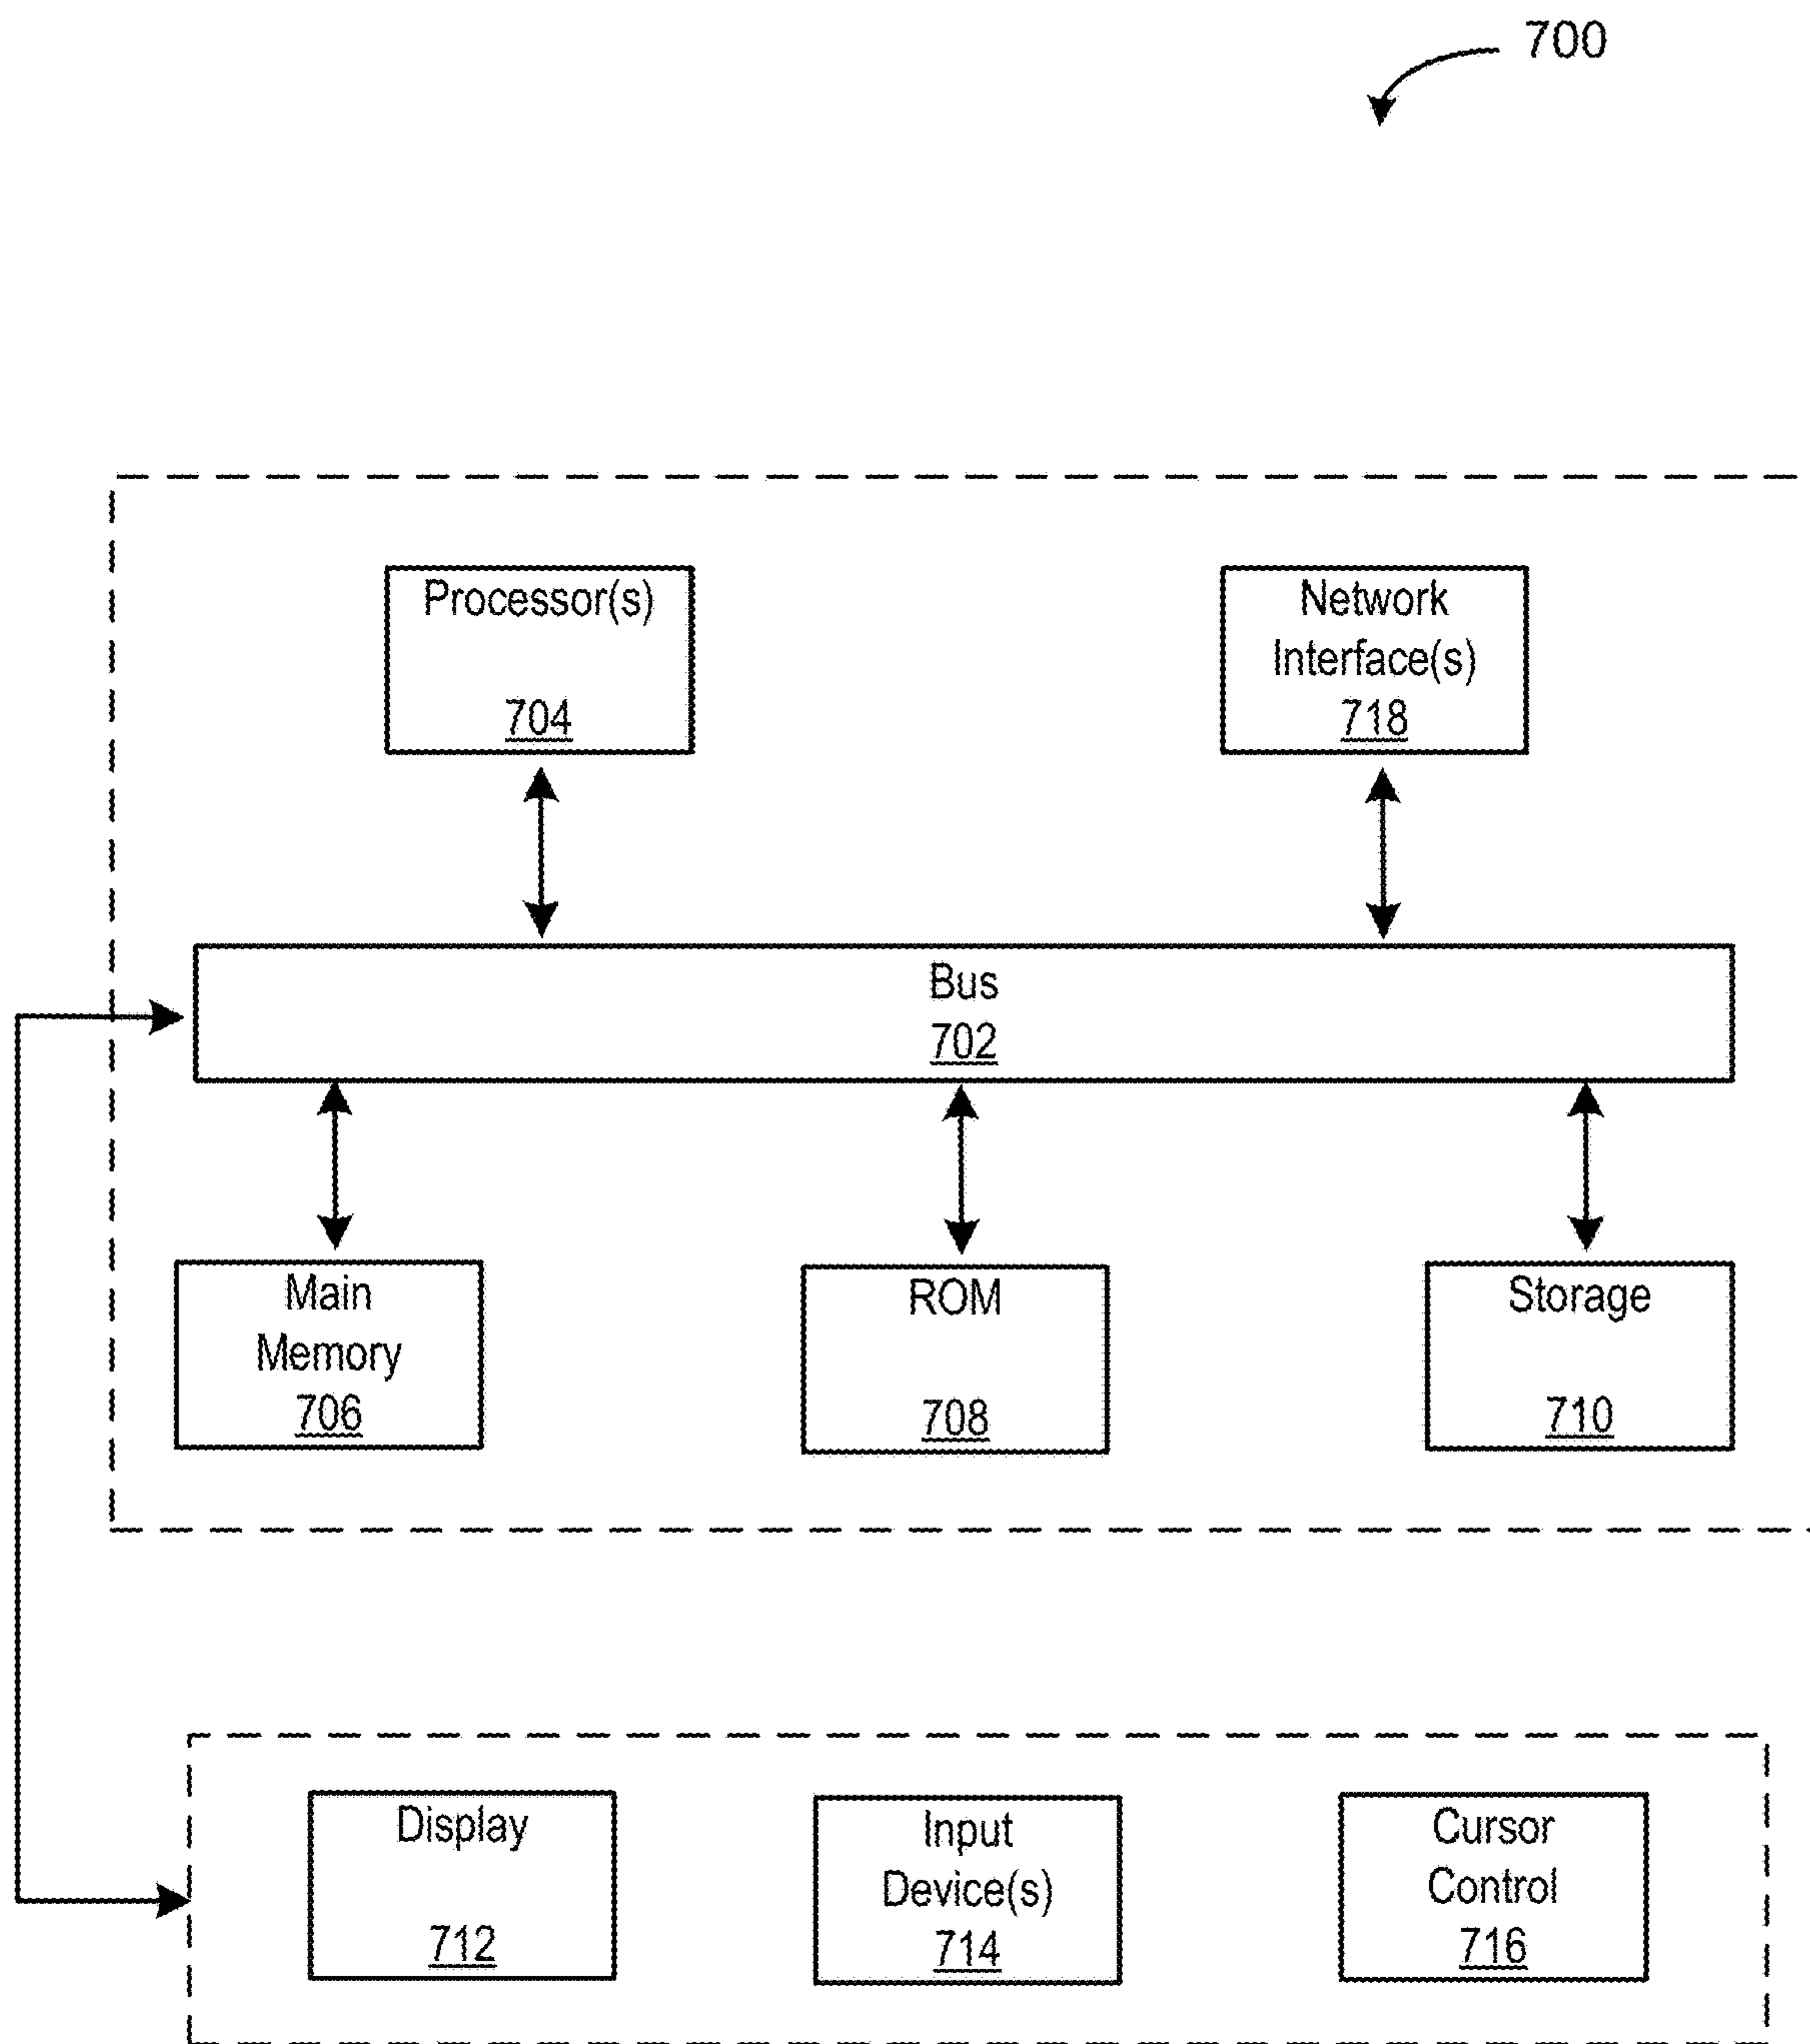 700
Processor(s)
704
Network
Interface(s)
718
Bus
702
Main
Memory
706
ROM
708
Storage
710
Display
712
Input
Device(s)
714
Cursor
Control
716